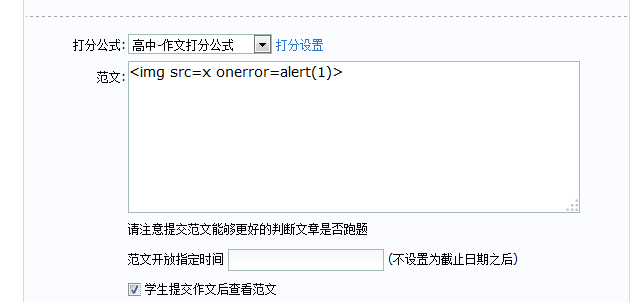 打分公式: 高中-作文打分公式 打分设置
范文: <img src=x onerror=alert(1)>
请注意提交范文能够更好的判断文章是否跑题
范文开放指定时间 (不设置为截止日期之后)
学生提交作文后查看范文